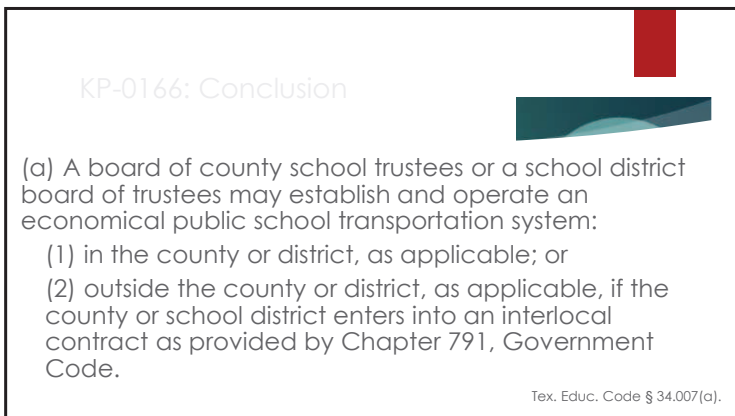 KP-0166: Conclusion
(a) A board of county school trustees or a school district
board of trustees may establish and operate an
economical public school transportation system:
(1) in the county or district, as applicable; or
(2) outside the county or district, as applicable, if the
county or school district enters into an interlocal
contract as provided by Chapter 791, Government
Code.
Tex. Educ. Code § 34.007(a).